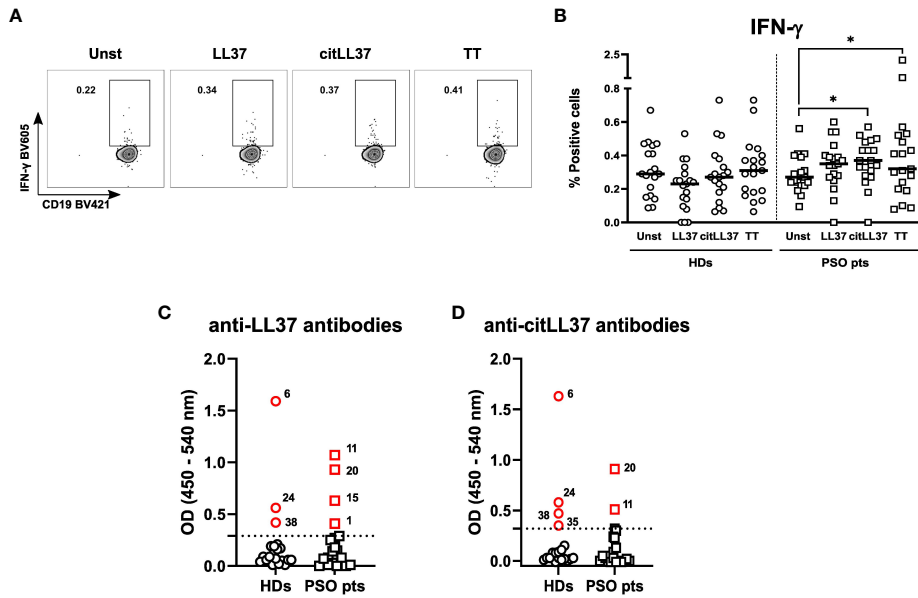 A
Unst LL37 citLL37 TT
0.22 0.34 0.37 0.41
IFN-γ BV605
CD19 BV421
B
IFN-γ
% Positive cells
2.5
0.8
0.6
0.4
0.2
0.0
* *
Unst LL37 citLL37 TT Unst LL37 citLL37 TT
HDs PSO pts
C
anti-LL37 antibodies
OD (450 - 540 nm)
2.0
1.5
1.0
0.5
0.0
6
24
38
11
20
15
1
HDs PSO pts
D
anti-citLL37 antibodies
OD (450 - 540 nm)
2.0
1.5
1.0
0.5
0.0
6
24
38 35
20
11
HDs PSO pts